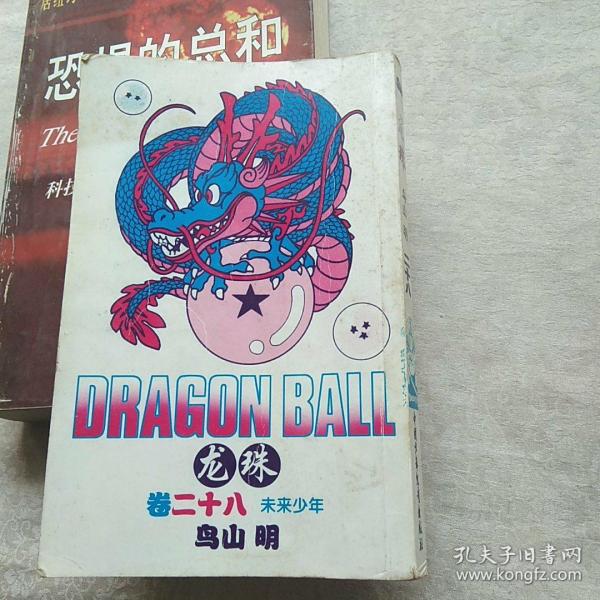 恐惧的总和
The
科技
DRAGON BALL
龙珠
卷二十八 未来少年
鸟山 明
孔夫子旧书网
www.kongfz.com